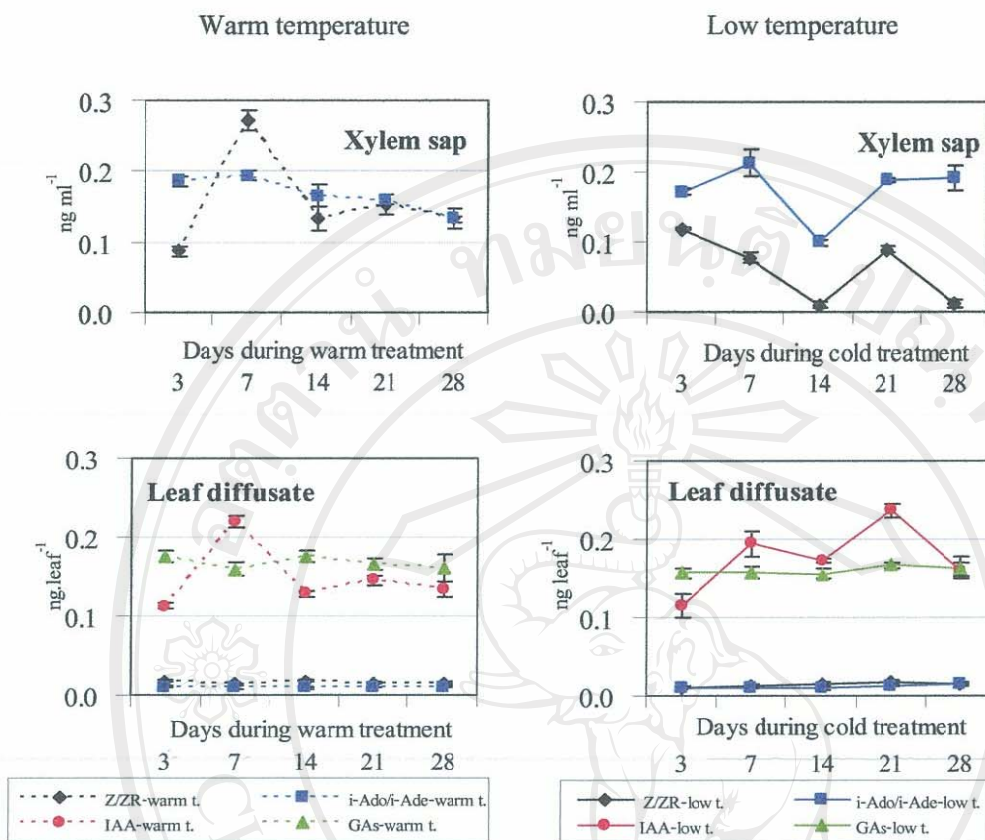 Warm temperature
Low temperature
0.3
0.2
0.1
0.0
ng ml⁻¹
Xylem sap
Days during warm treatment
3 7 14 21 28
0.3
0.2
0.1
0.0
ng ml⁻¹
Xylem sap
Days during cold treatment
3 7 14 21 28
0.3
0.2
0.1
0.0
ng.leaf⁻¹
Leaf diffusate
Days during warm treatment
3 7 14 21 28
Z/ZR-warm t. i-Ado/i-Ade-warm t.
IAA-warm t. GAs-warm t.
0.3
0.2
0.1
0.0
ng leaf⁻¹
Leaf diffusate
Days during cold treatment
3 7 14 21 28
Z/ZR-low t. i-Ado/i-Ade-low t.
IAA-low t. GAs-low t.